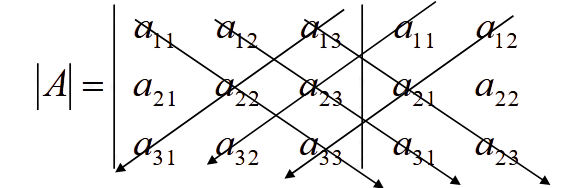 |A| = | a₁₁ a₁₂ a₁₃ | a₁₁ a₁₂
a₂₁ a₂₂ a₂₃ | a₂₁ a₂₂
a₃₁ a₃₂ a₃₃ | a₃₁ a₂₃